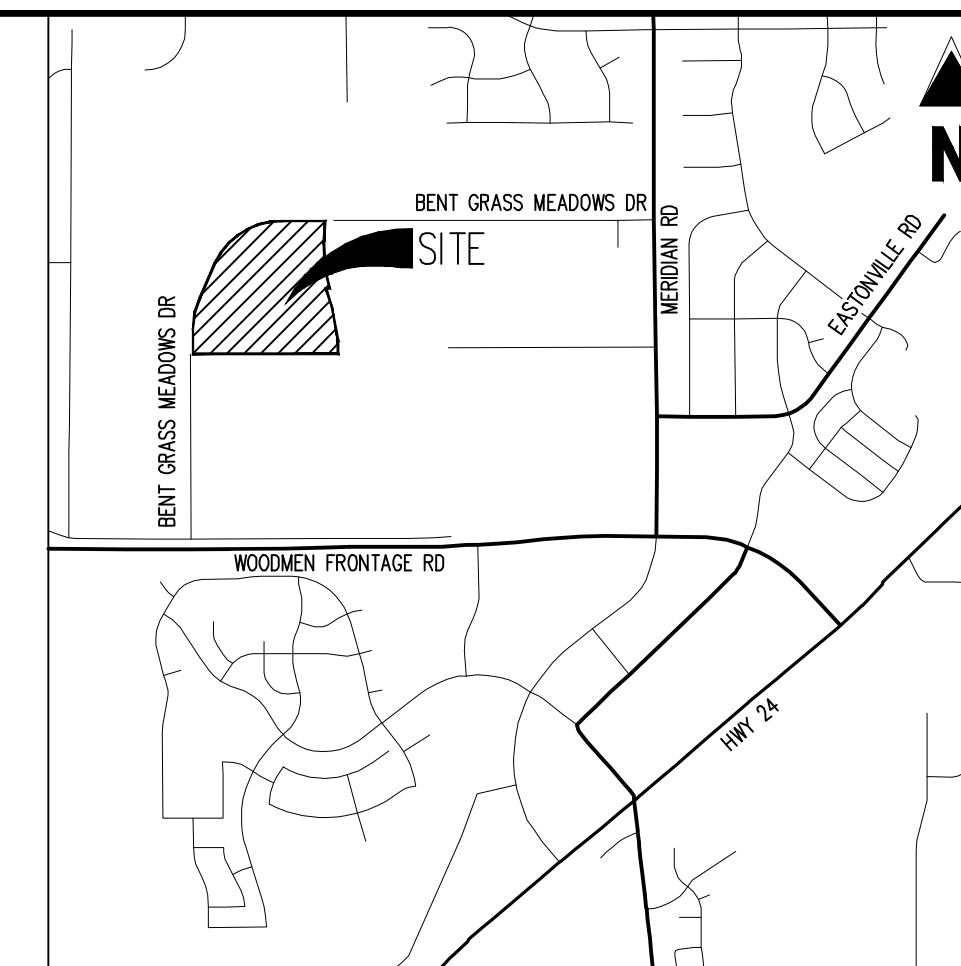 BENT GRASS MEADOWS DR
SITE
MERIDIAN RD
EASTONVILLE RD
N
BENT GRASS MEADOWS DR
WOODMEN FRONTAGE RD
HWY 24